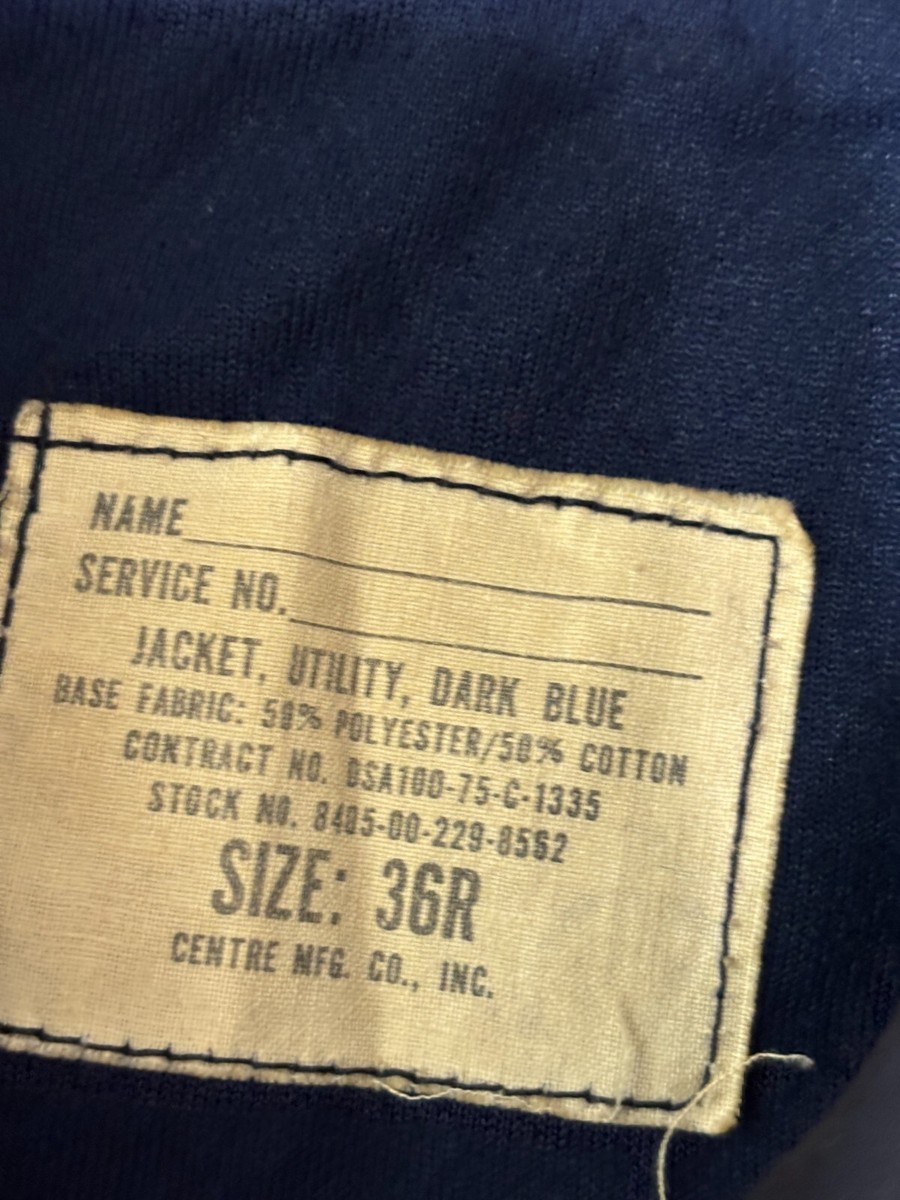 NAME
SERVICE NO.
JACKET, UTILITY, DARK BLUE
BASE FABRIC: 50% POLYESTER/50% COTTON
CONTRACT NO. DSA100-75-C-1335
STOCK NO. 8405-00-229-8562
SIZE: 36R
CENTRE MFG. CO., INC.